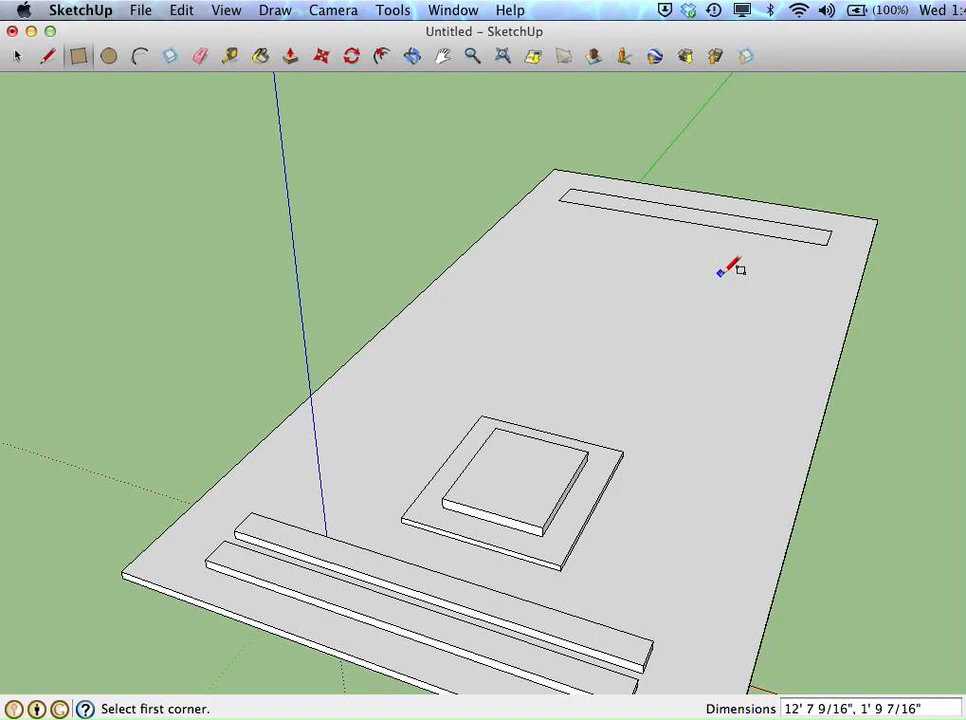 SketchUp File Edit View Draw Camera Tools Window Help (100%) Wed 1:4
Untitled – SketchUp
Select first corner. Dimensions 12' 7 9/16", 1' 9 7/16"